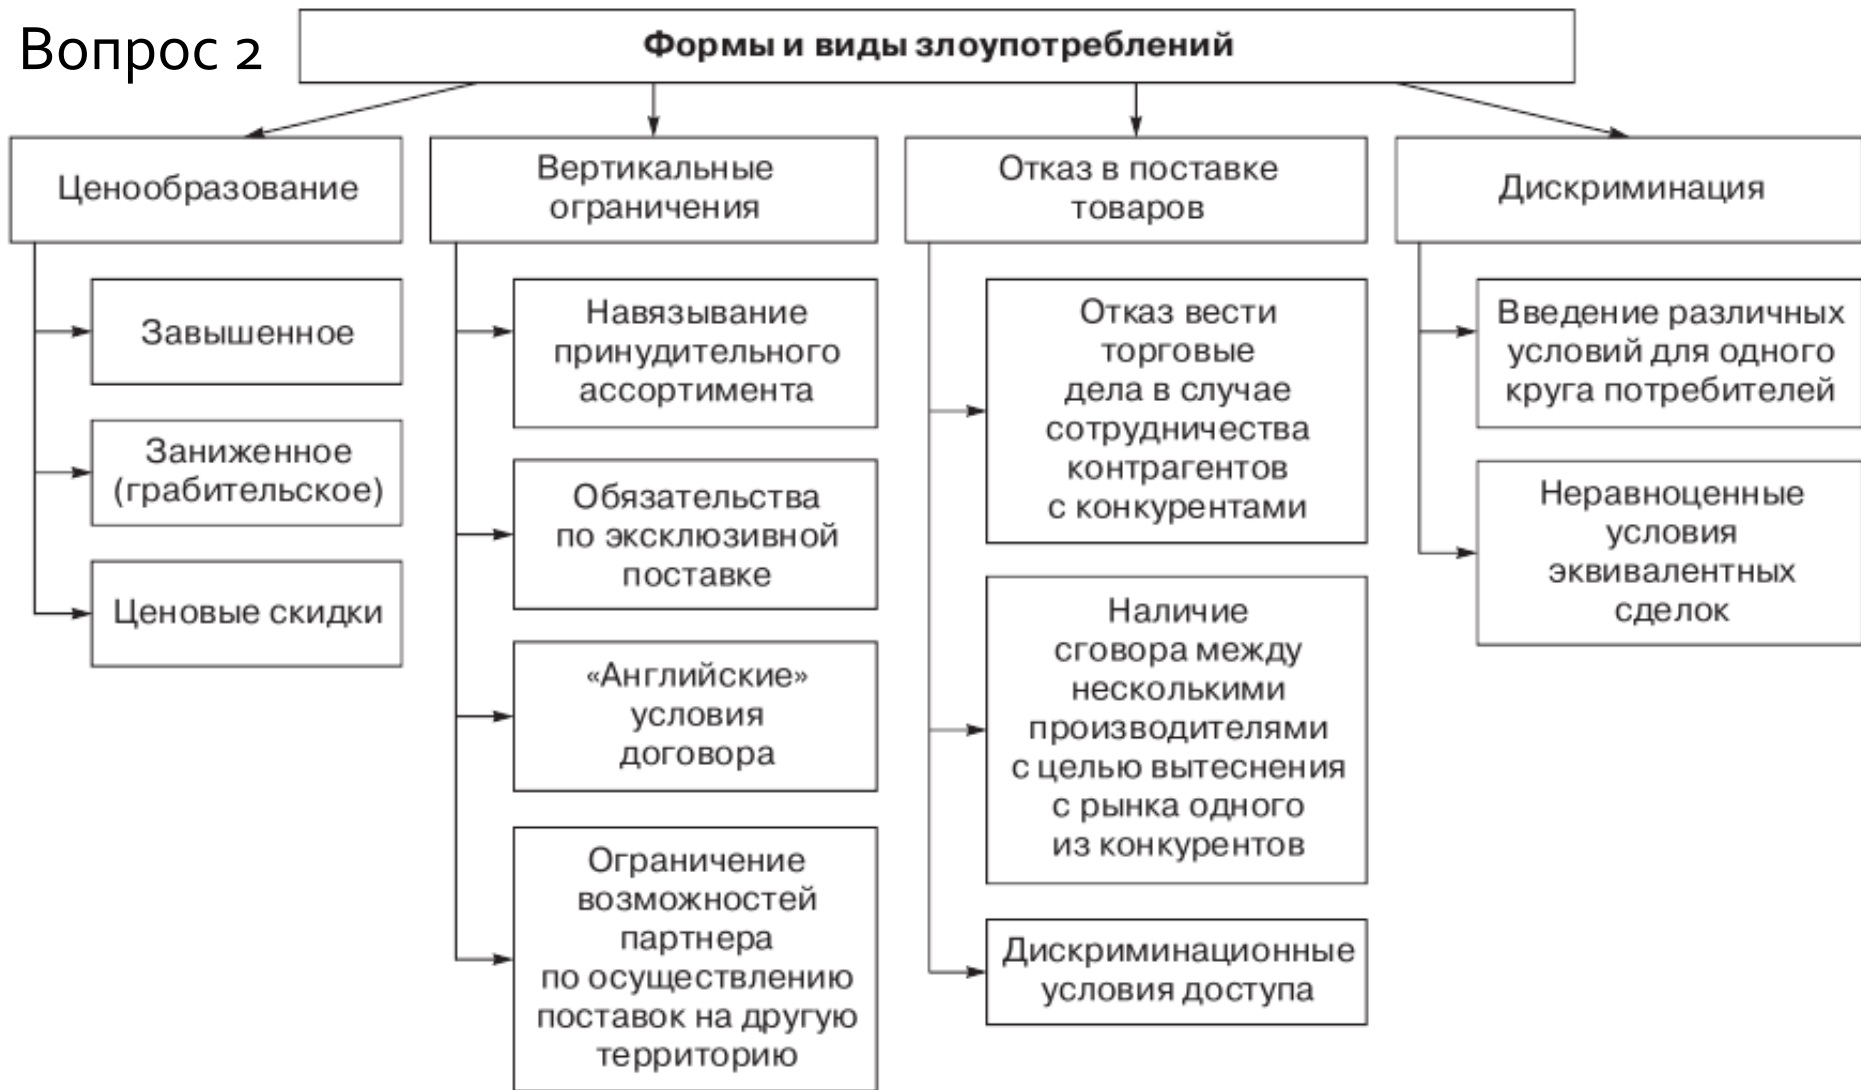 Вопрос 2
Формы и виды злоупотреблений
Ценообразование
Завышенное
Заниженное
(грабительское)
Ценовые скидки
Вертикальные
ограничения
Навязывание
принудительного
ассортимента
Обязательства
по эксклюзивной
поставке
«Английские»
условия
договора
Ограничение
возможностей
партнера
по осуществлению
поставок на другую
территорию
Отказ в поставке
товаров
Отказ вести
торговые
дела в случае
сотрудничества
контрагентов
с конкурентами
Наличие
сговора между
несколькими
производителями
с целью вытеснения
с рынка одного
из конкурентов
Дискриминационные
условия доступа
Дискриминация
Введение различных
условий для одного
круга потребителей
Неравноценные
условия
эквивалентных
сделок